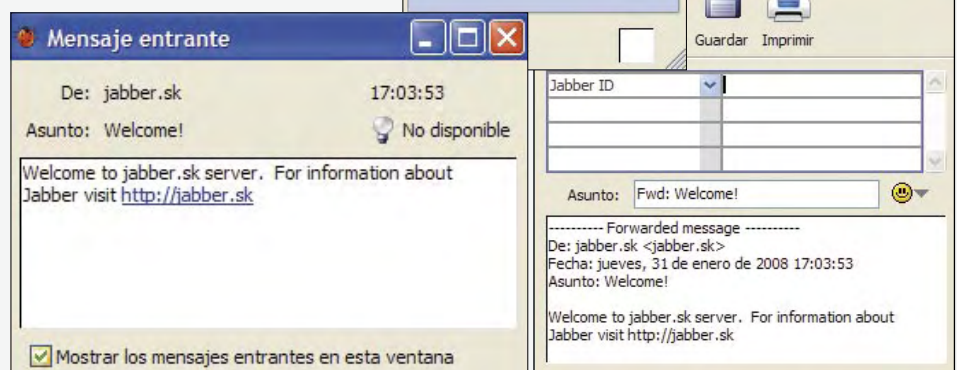 Mensaje entrante
De: jabber.sk 17:03:53
Asunto: Welcome! No disponible
Welcome to jabber.sk server. For information about
Jabber visit http://jabber.sk
Mostrar los mensajes entrantes en esta ventana
Guardar Imprimir
Jabber ID
Asunto: Fwd: Welcome!
---------- Forwarded message ----------
De: jabber.sk <jabber.sk>
Fecha: jueves, 31 de enero de 2008 17:03:53
Asunto: Welcome!
Welcome to jabber.sk server. For information about
Jabber visit http://jabber.sk